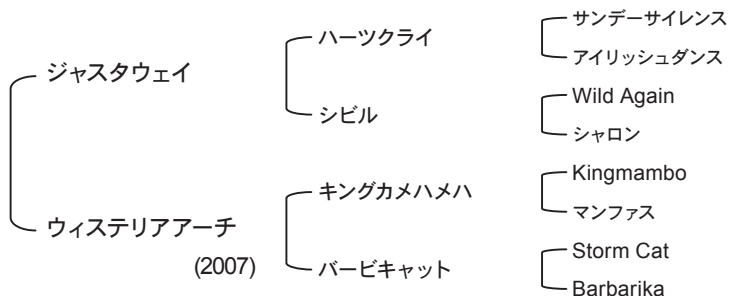 サンデーサイレンス
ハーツクライ
アイリッシュダンス
ジャスタウェイ
Wild Again
シビル
シャロン
Kingmambo
キングカメハメハ
マンファス
ウィステリアアーチ
Storm Cat
(2007)
バービキャット
Barbarika